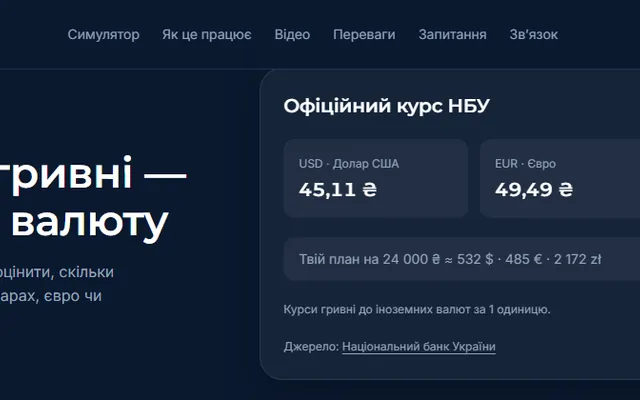 Симулятор Як це працює Відео Переваги Запитання Зв'язок
гривні —
валюту
оцінити, скільки
арах, євро чи
Офіційний курс НБУ
USD · Долар США
45,11 ₴
EUR · Євро
49,49 ₴
Твій план на 24 000 ₴ ≈ 532 $ · 485 € · 2 172 zł
Курси гривні до іноземних валют за 1 одиницю.
Джерело: Національний банк України